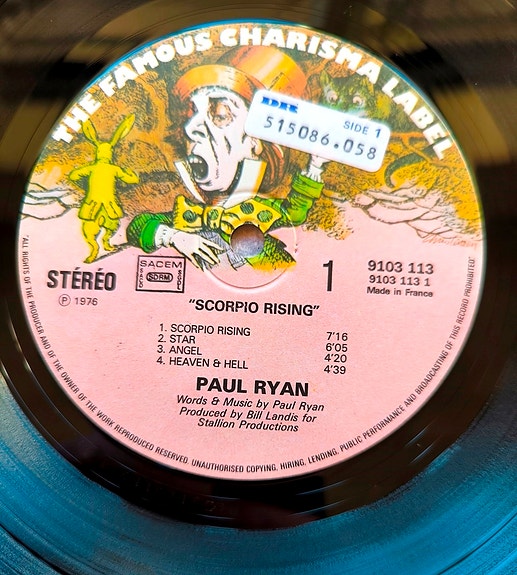 THE FAMOUS CHARISMA LABEL
DR
SIDE 1
515086.058
STÉRÉO
℗ 1976
SACEM
SACD
SDRM
SGDL
1
9103 113
9103 113 1
Made in France
"SCORPIO RISING"
1. SCORPIO RISING 7'16
2. STAR 6'05
3. ANGEL 4'20
4. HEAVEN & HELL 4'39
PAUL RYAN
Words & Music by Paul Ryan
Produced by Bill Landis for
Stallion Productions
"ALL RIGHTS OF THE PRODUCER AND OF THE OWNER OF THE WORK REPRODUCED RESERVED. UNAUTHORISED COPYING, HIRING, LENDING, PUBLIC PERFORMANCE AND BROADCASTING OF THIS RECORD PROHIBITED"